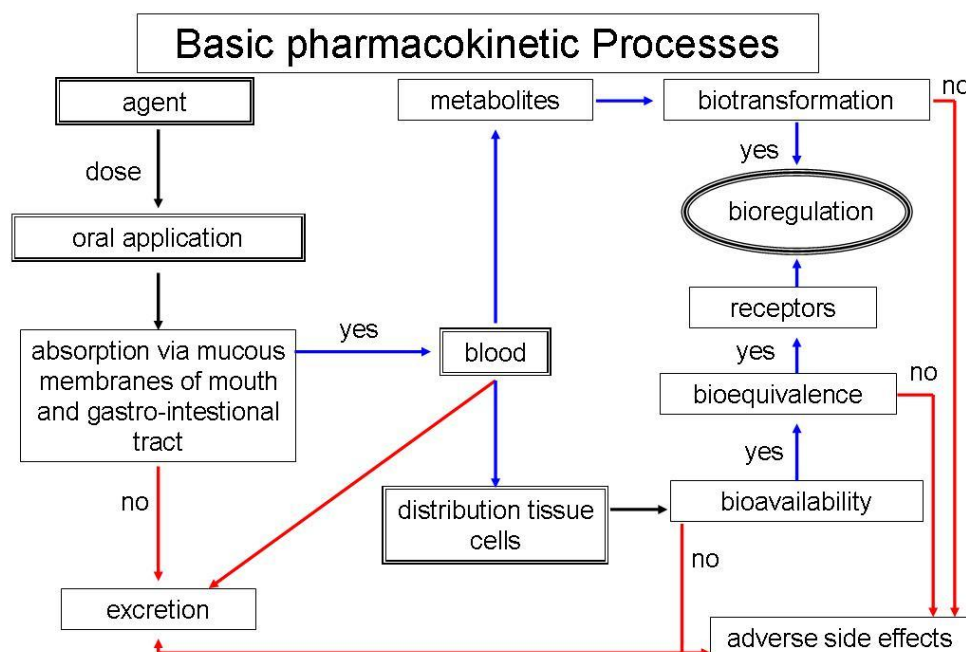 Basic pharmacokinetic Processes
agent
dose
oral application
absorption via mucous
membranes of mouth
and gastro-intestional
tract
yes
no
excretion
blood
metabolites
biotransformation
no
yes
bioregulation
receptors
yes
bioequivalence
no
yes
distribution tissue
cells
bioavailability
no
adverse side effects